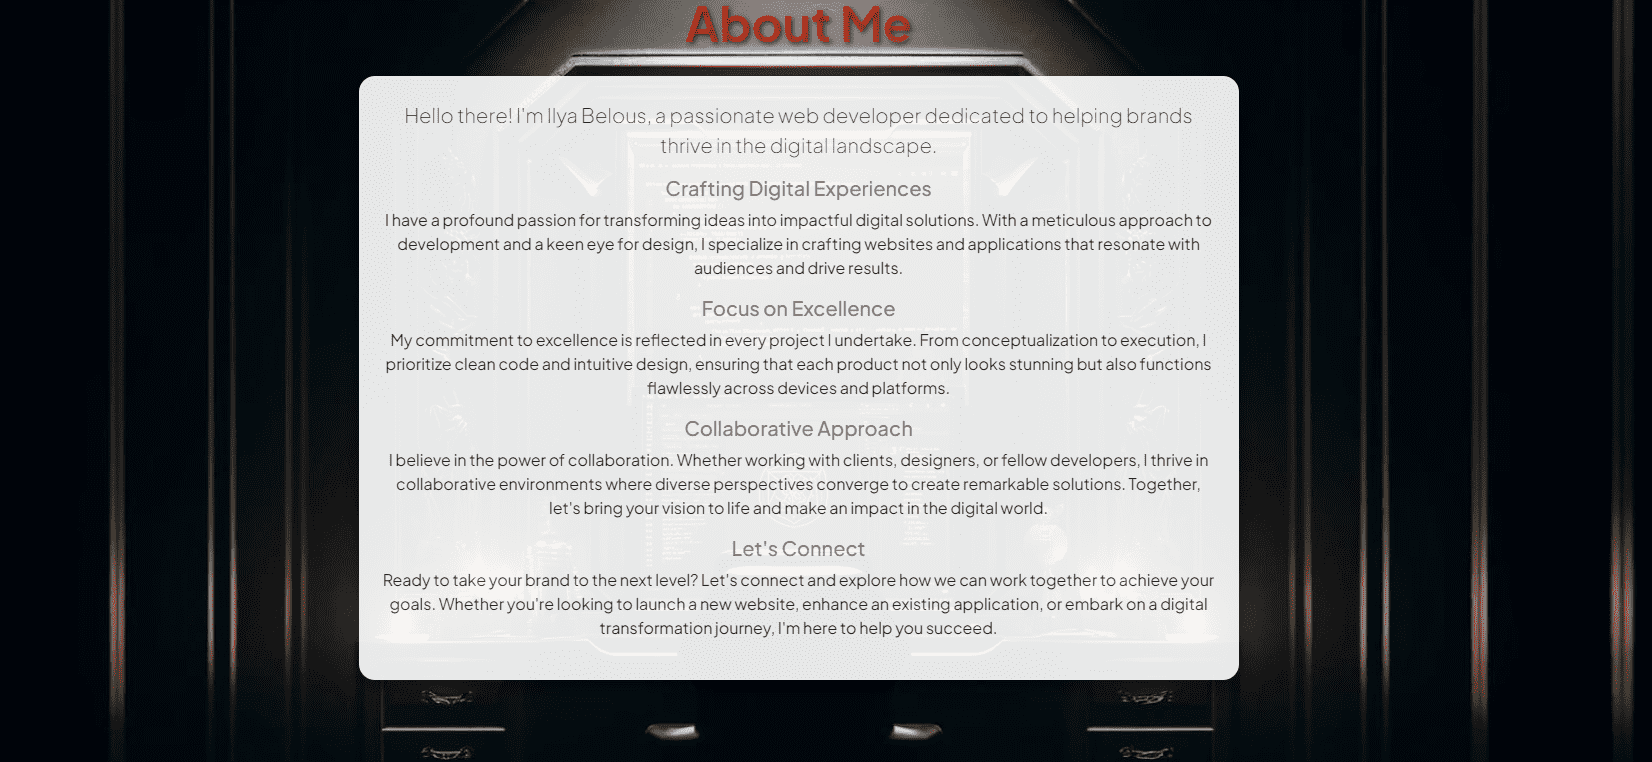 About Me
Hello there! I'm Ilya Belous, a passionate web developer dedicated to helping brands
thrive in the digital landscape.
Crafting Digital Experiences
I have a profound passion for transforming ideas into impactful digital solutions. With a meticulous approach to
development and a keen eye for design, I specialize in crafting websites and applications that resonate with
audiences and drive results.
Focus on Excellence
My commitment to excellence is reflected in every project I undertake. From conceptualization to execution, I
prioritize clean code and intuitive design, ensuring that each product not only looks stunning but also functions
flawlessly across devices and platforms.
Collaborative Approach
I believe in the power of collaboration. Whether working with clients, designers, or fellow developers, I thrive in
collaborative environments where diverse perspectives converge to create remarkable solutions. Together,
let's bring your vision to life and make an impact in the digital world.
Let's Connect
Ready to take your brand to the next level? Let's connect and explore how we can work together to achieve your
goals. Whether you're looking to launch a new website, enhance an existing application, or embark on a digital
transformation journey, I'm here to help you succeed.